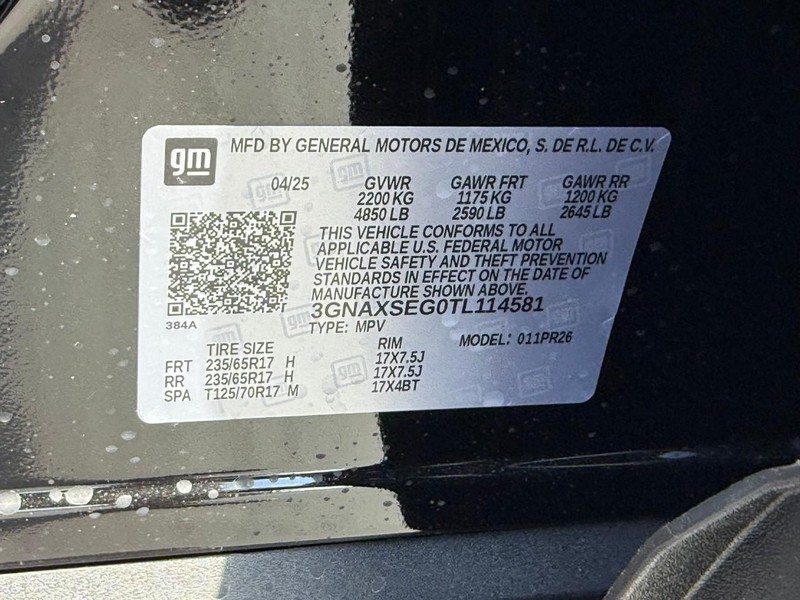 gm MFD BY GENERAL MOTORS DE MEXICO, S. DE R.L. DE C.V.
04/25 GVWR GAWR FRT GAWR RR
2200 KG 1175 KG 1200 KG
4850 LB 2590 LB 2645 LB
THIS VEHICLE CONFORMS TO ALL
APPLICABLE U.S. FEDERAL MOTOR
VEHICLE SAFETY AND THEFT PREVENTION
STANDARDS IN EFFECT ON THE DATE OF
MANUFACTURE SHOWN ABOVE.
3GNAXSEG0TL114581
384A
TYPE: MPV MODEL: 011PR26
TIRE SIZE RIM
FRT 235/65R17 H 17X7.5J
RR 235/65R17 H 17X7.5J
SPA T125/70R17 M 17X4BT